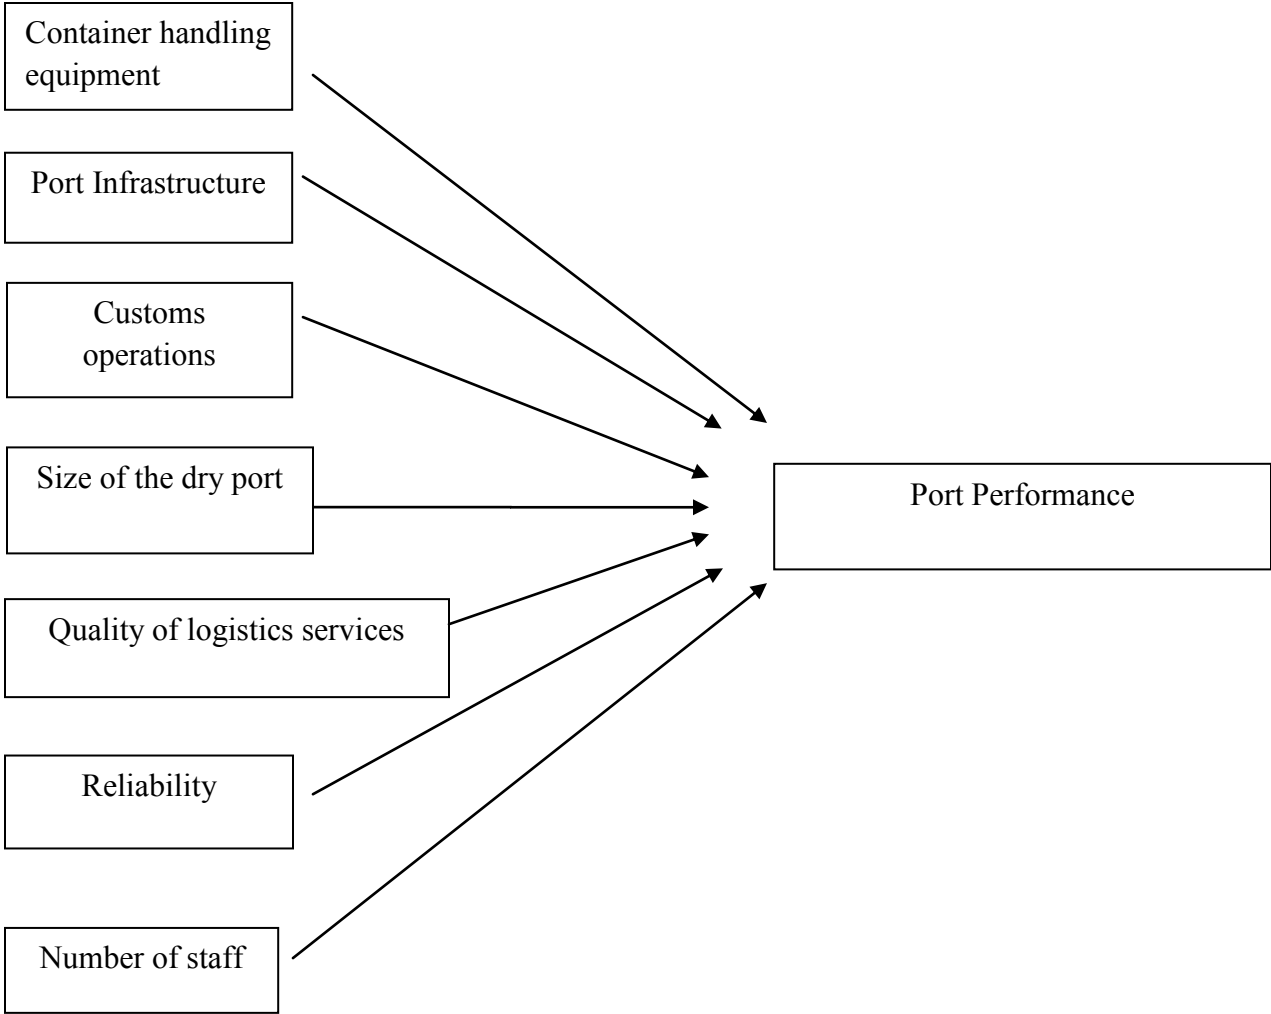 Container handling
equipment
Port Infrastructure
Customs
operations
Size of the dry port
Port Performance
Quality of logistics services
Reliability
Number of staff